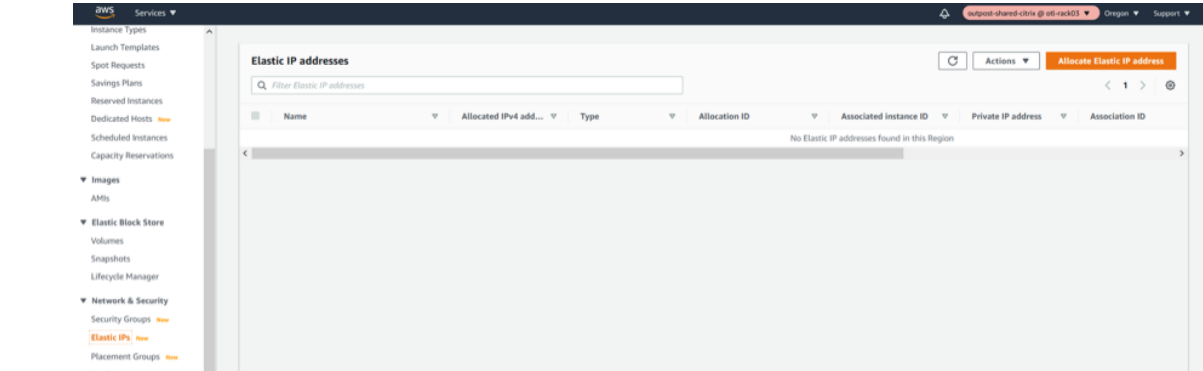 aws Services ▼ outpost-shared-citrix @ otl-rack03 ▼ Oregon ▼ Support ▼
Instance Types
Launch Templates
Spot Requests
Savings Plans
Reserved Instances
Dedicated Hosts New
Scheduled Instances
Capacity Reservations
▼ Images
AMIs
▼ Elastic Block Store
Volumes
Snapshots
Lifecycle Manager
▼ Network & Security
Security Groups New
Elastic IPs New
Placement Groups New
Elastic IP addresses Actions ▼ Allocate Elastic IP address
Filter Elastic IP addresses < 1 >
Name Allocated IPv4 add... Type Allocation ID Associated instance ID Private IP address Association ID
No Elastic IP addresses found in this Region